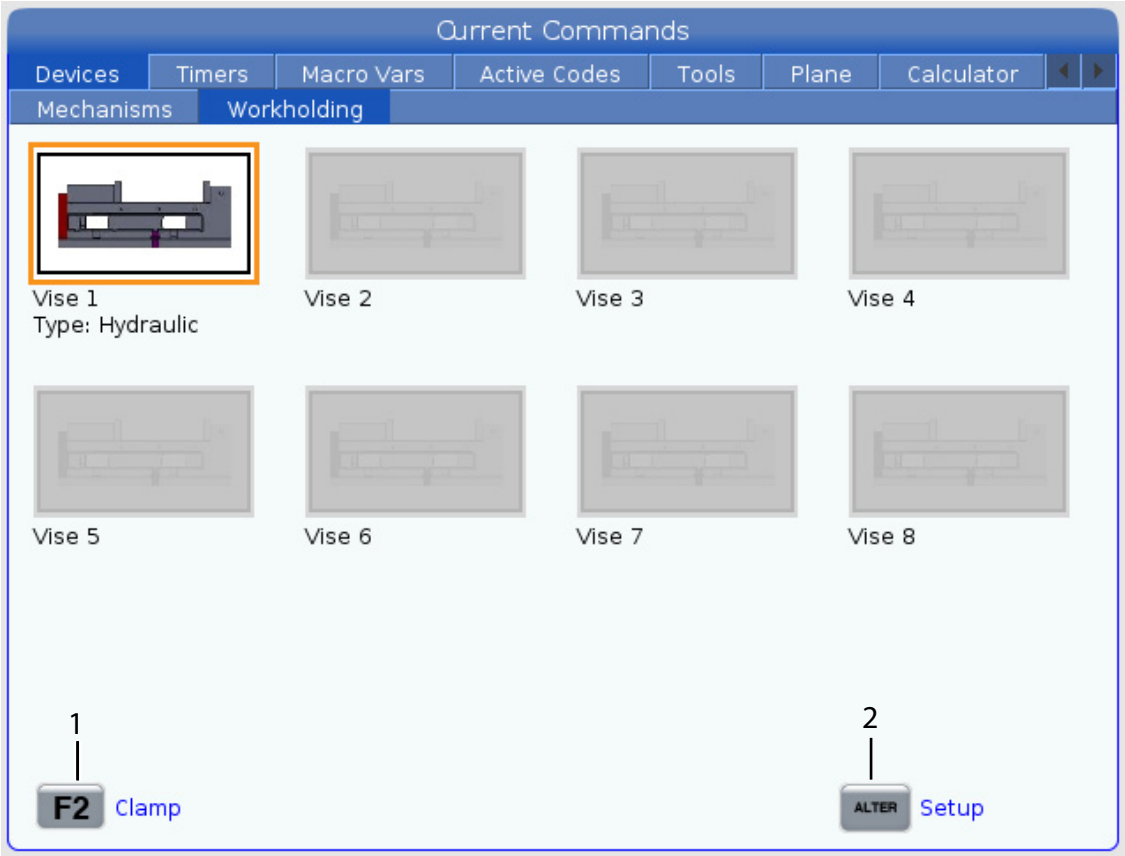 Current Commands
Devices Timers Macro Vars Active Codes Tools Plane Calculator
Mechanisms Workholding
Vise 1 Vise 2 Vise 3 Vise 4
Type: Hydraulic
Vise 5 Vise 6 Vise 7 Vise 8
1 2
F2 Clamp ALTER Setup